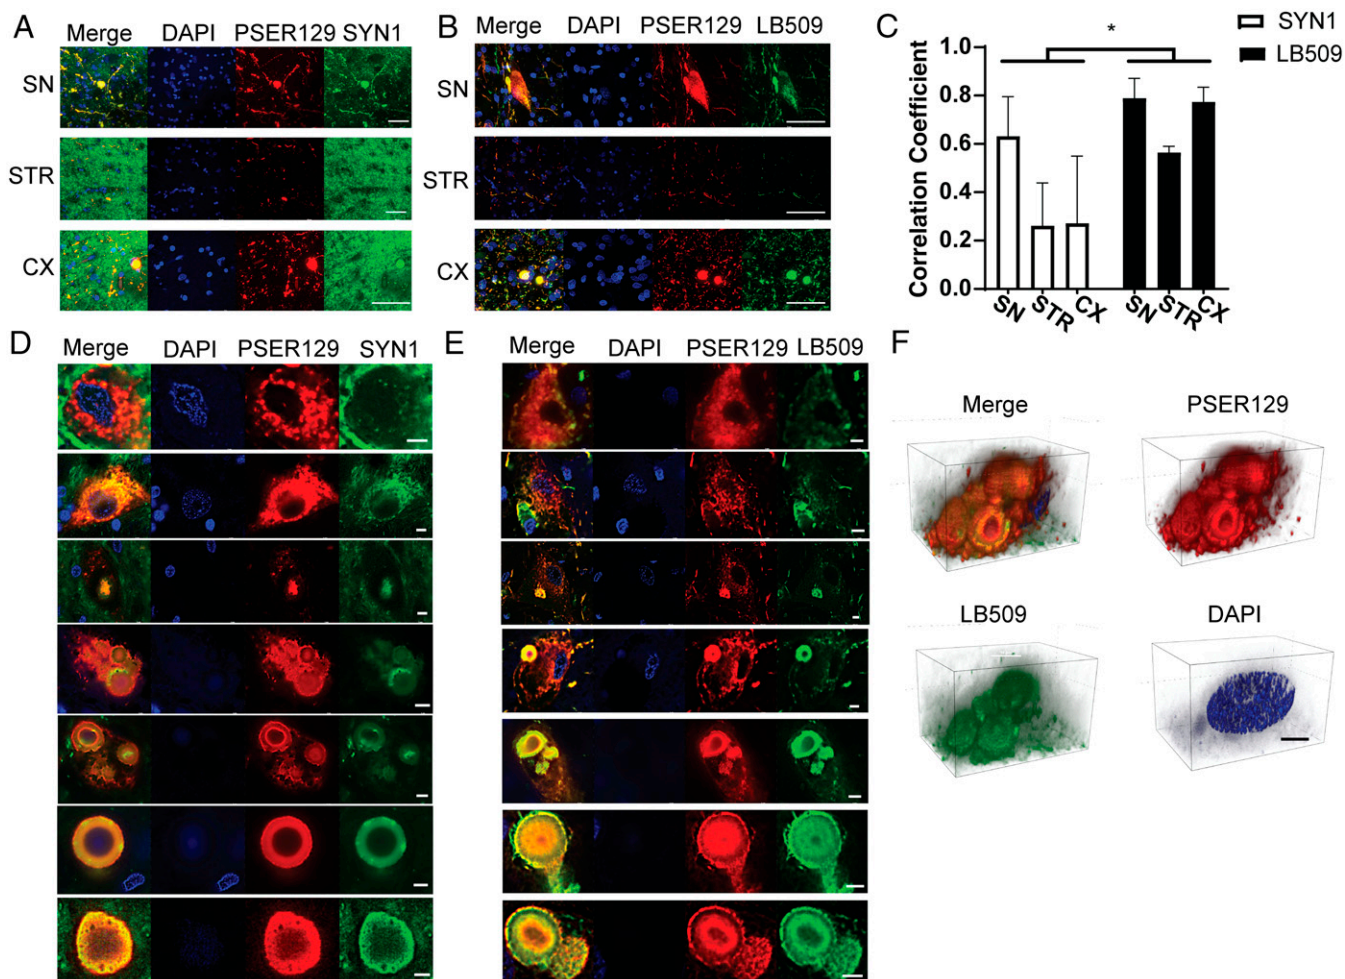 A
Merge DAPI PSER129 SYN1
SN
STR
CX
B
Merge DAPI PSER129 LB509
SN
STR
CX
C
SYN1
LB509
*
Correlation Coefficient
1.0
0.8
0.6
0.4
0.2
0.0
SN STR CX SN STR CX
D
Merge DAPI PSER129 SYN1
E
Merge DAPI PSER129 LB509
F
Merge PSER129
LB509 DAPI